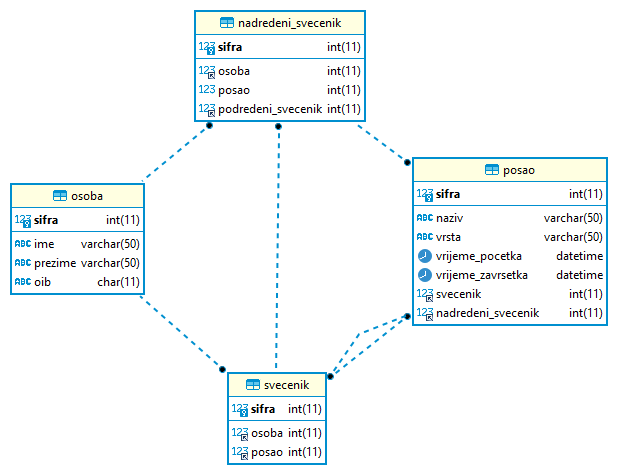 nadredeni_svecenik
123 sifra int(11)
123 osoba int(11)
123 posao int(11)
123 podredeni_svecenik int(11)
osoba
123 sifra int(11)
ABC ime varchar(50)
ABC prezime varchar(50)
ABC oib char(11)
posao
123 sifra int(11)
ABC naziv varchar(50)
ABC vrsta varchar(50)
vrijeme_pocetka datetime
vrijeme_zavrsetka datetime
123 svecenik int(11)
123 nadredeni_svecenik int(11)
svecenik
123 sifra int(11)
123 osoba int(11)
123 posao int(11)